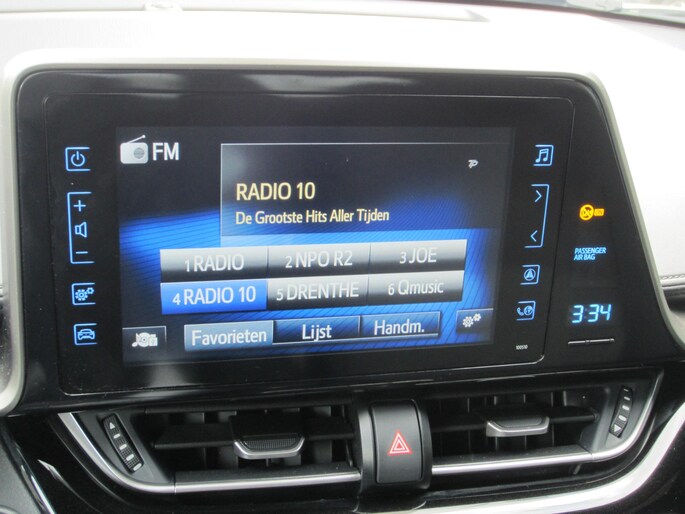 FM
RADIO 10
De Grootste Hits Aller Tijden
1 RADIO 2 NPO R2 3 JOE
4 RADIO 10 5 DRENTHE 6 Qmusic
Favorieten Lijst Handm.
PASSENGER
AIR BAG
3:34